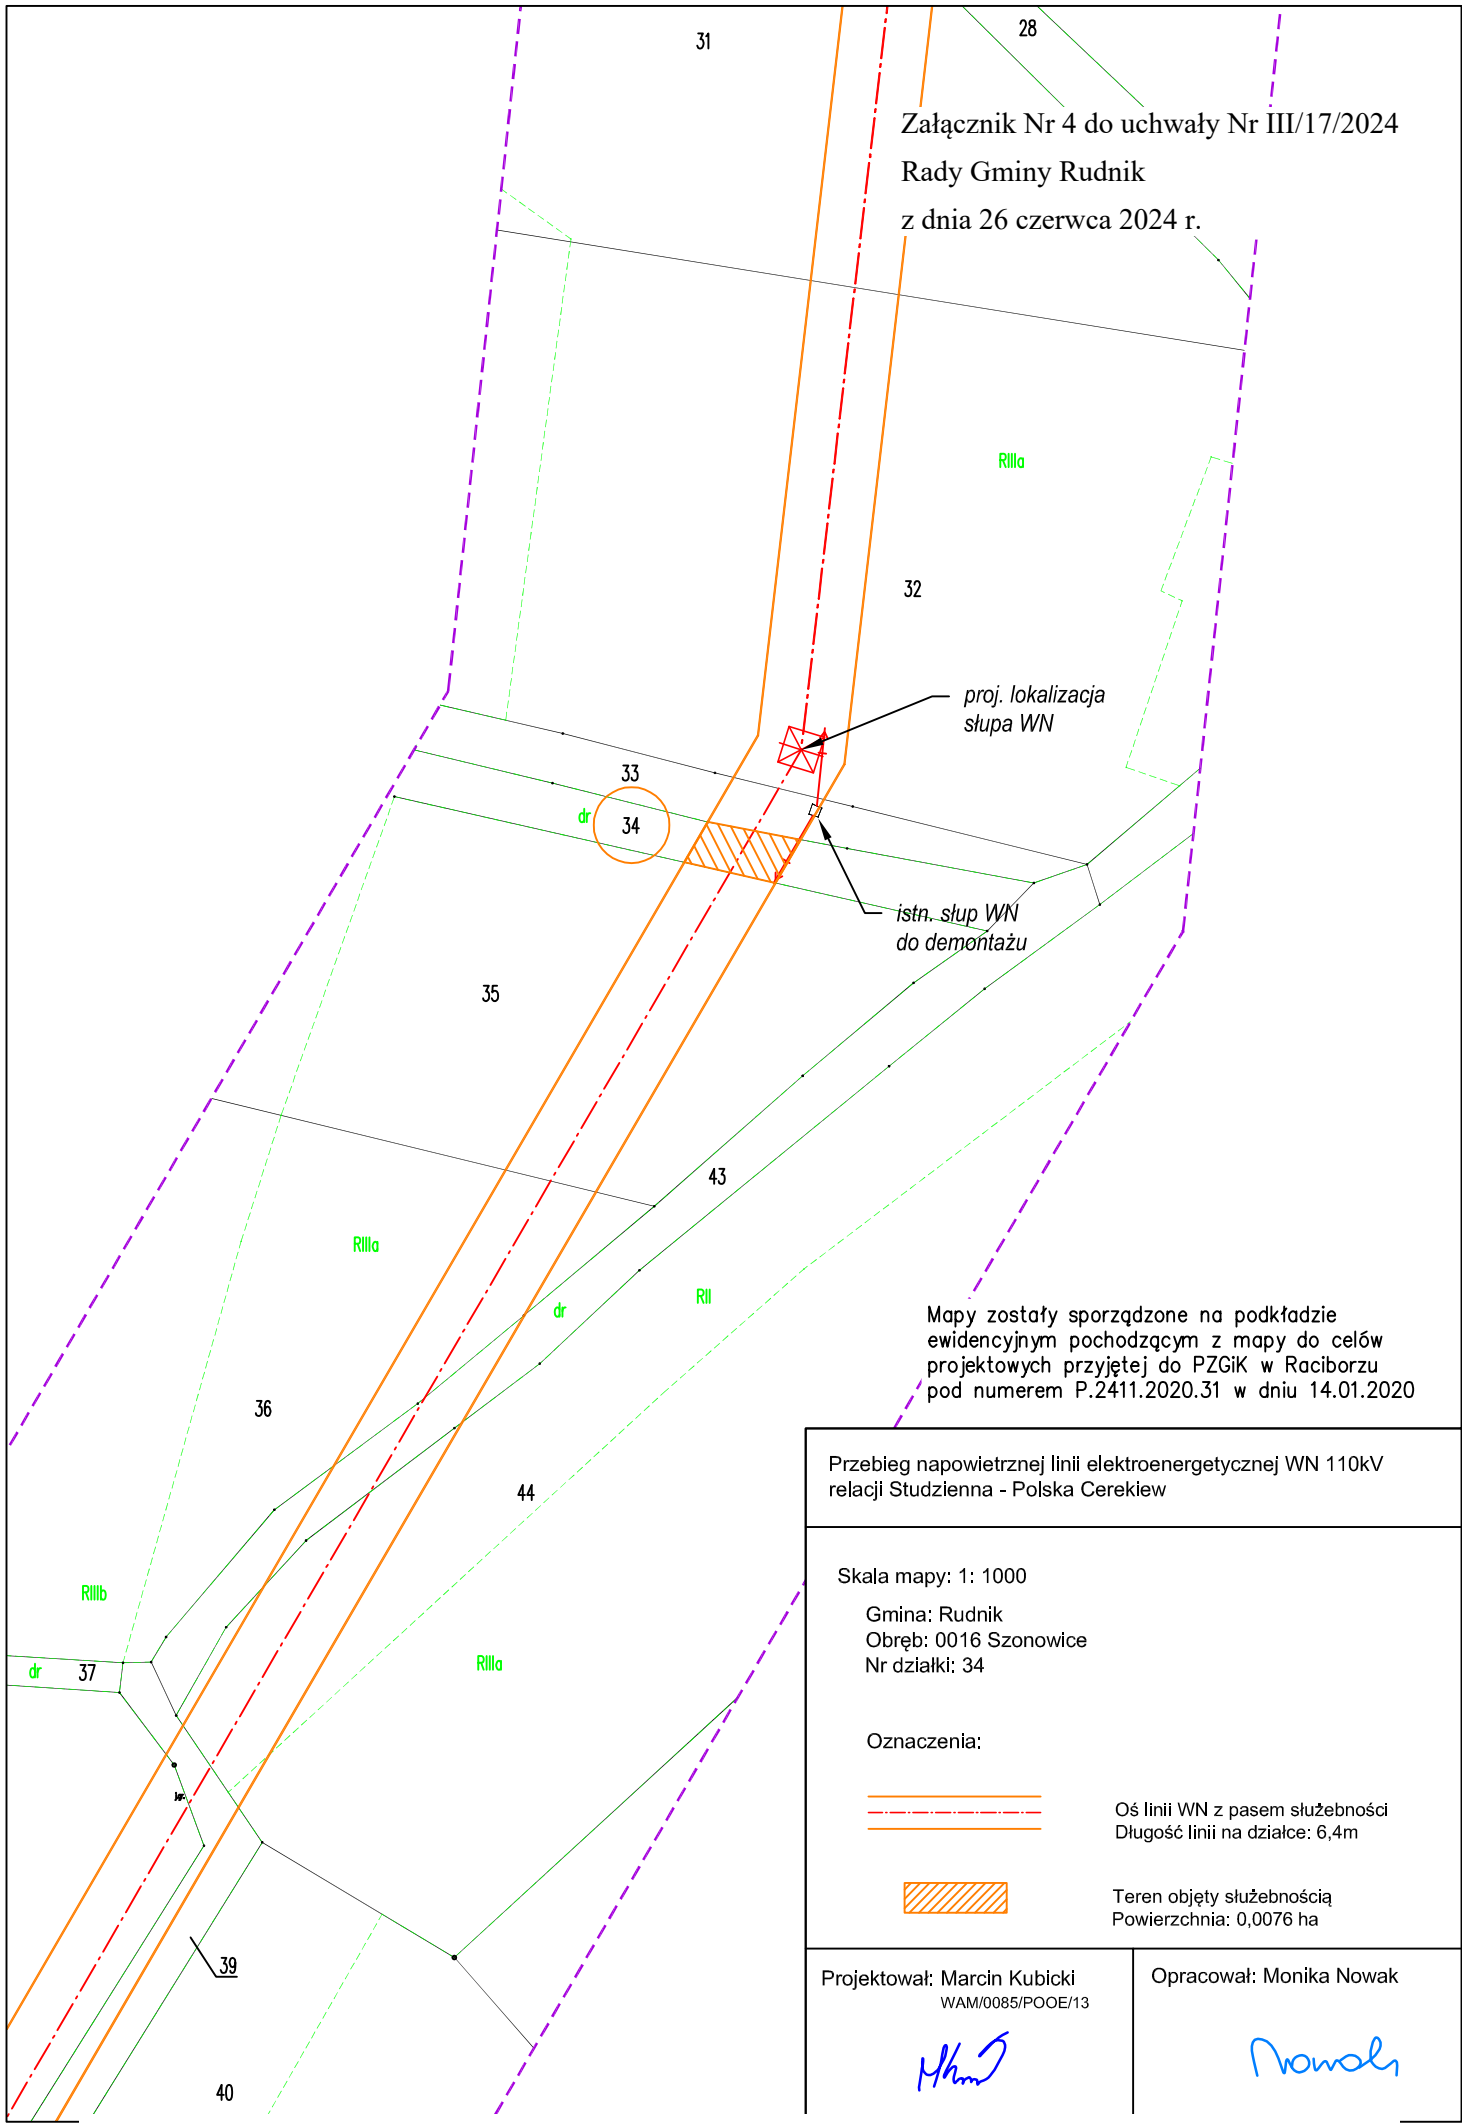 31
28
Załącznik Nr 4 do uchwały Nr III/17/2024
Rady Gminy Rudnik
z dnia 26 czerwca 2024 r.
RIIIa
32
proj. lokalizacja
słupa WN
33
dr
34
istn. słup WN
do demontażu
35
43
RIIIa
RII
dr
Mapy zostały sporządzone na podkładzie
ewidencyjnym pochodzącym z mapy do celów
projektowych przyjętej do PZGiK w Raciborzu
pod numerem P.2411.2020.31 w dniu 14.01.2020
36
44
Przebieg napowietrznej linii elektroenergetycznej WN 110kV
relacji Studzienna - Polska Cerekiew
Skala mapy: 1: 1000
Gmina: Rudnik
Obręb: 0016 Szonowice
Nr działki: 34
RIIIb
dr
37
RIIIa
Oznaczenia:
Oś linii WN z pasem służebności
Długość linii na działce: 6,4m
Teren objęty służebnością
Powierzchnia: 0,0076 ha
39
40
Projektował: Marcin Kubicki
WAM/0085/POOE/13
Opracował: Monika Nowak
Nowak